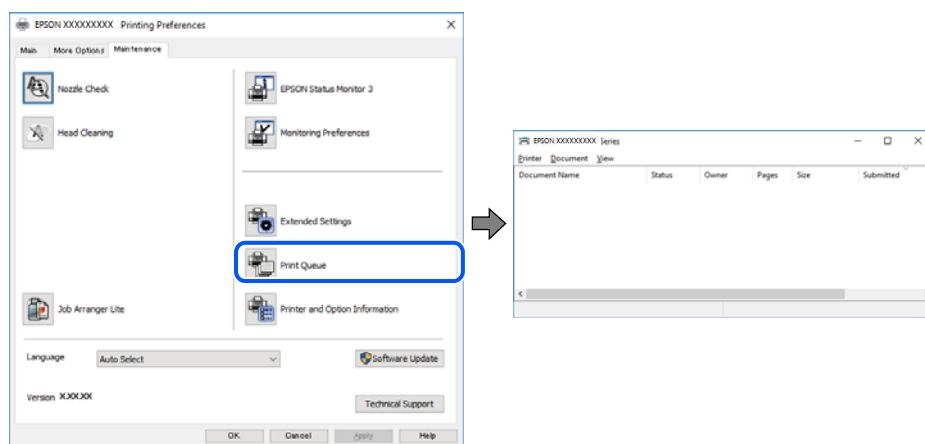 EPSON XXXXXXXXX Printing Preferences
Main More Options Maintenance
Nozzle Check
EPSON Status Monitor 3
Head Cleaning
Monitoring Preferences
Extended Settings
Print Queue
Job Arranger Lite
Printer and Option Information
Language Auto Select Software Update
Version X.XX.XX
Technical Support
OK Cancel Apply Help
EPSON XXXXXXXXX Series
Printer Document View
Document Name Status Owner Pages Size Submitted